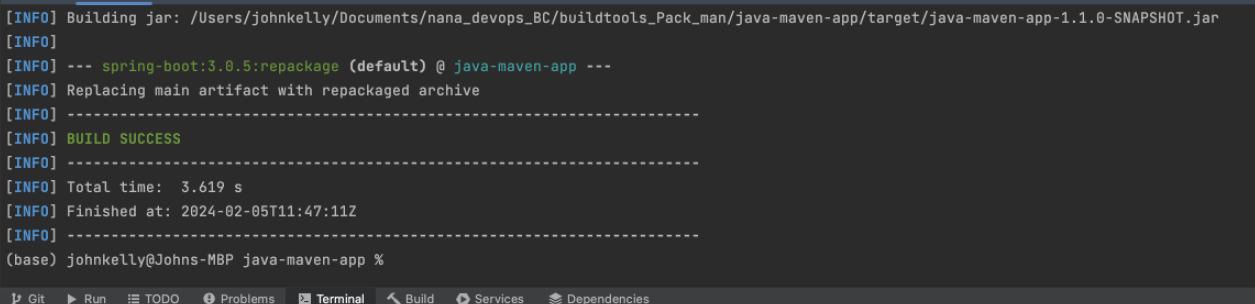 [INFO] Building jar: /Users/johnkelly/Documents/nana_devops_BC/buildtools_Pack_man/java-maven-app/target/java-maven-app-1.1.0-SNAPSHOT.jar
[INFO]
[INFO] --- spring-boot:3.0.5:repackage (default) @ java-maven-app ---
[INFO] Replacing main artifact with repackaged archive
[INFO] ------------------------------------------------------------------------
[INFO] BUILD SUCCESS
[INFO] ------------------------------------------------------------------------
[INFO] Total time:  3.619 s
[INFO] Finished at: 2024-02-05T11:47:11Z
[INFO] ------------------------------------------------------------------------
(base) johnkelly@Johns-MBP java-maven-app %
Git Run TODO Problems Terminal Build Services Dependencies